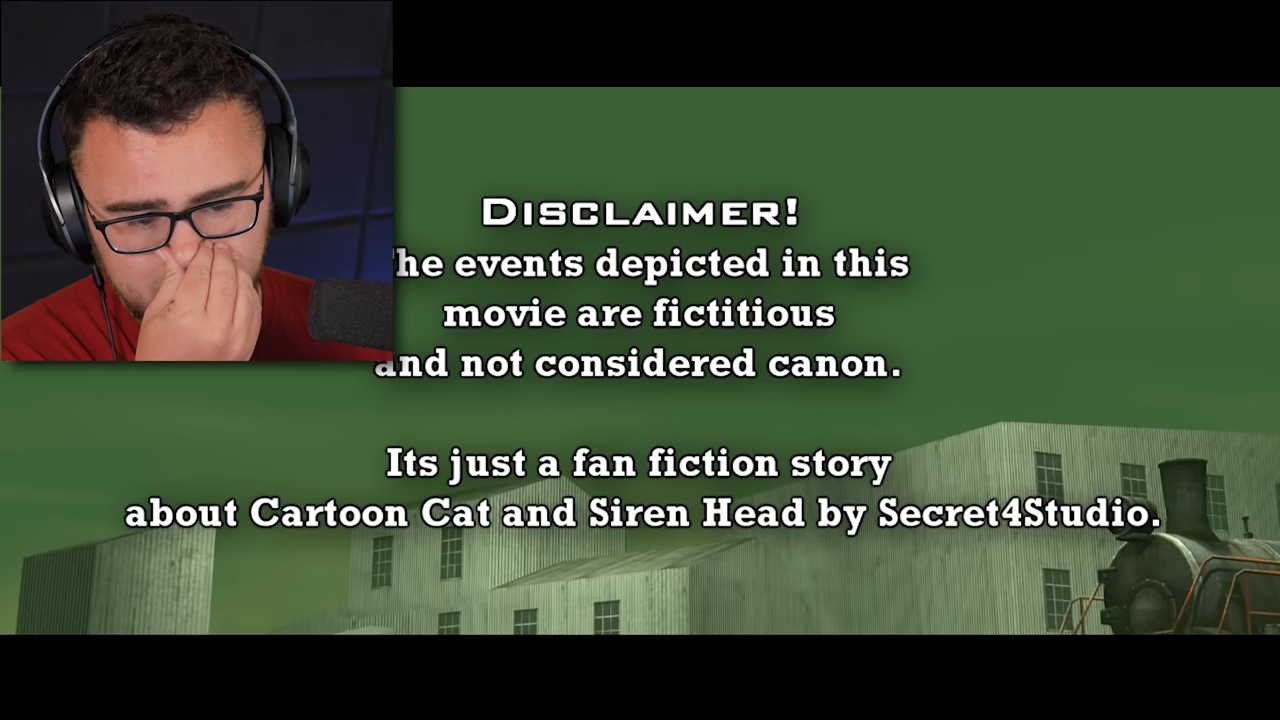 DISCLAIMER!
he events depicted in this
movie are fictitious
and not considered canon.
Its just a fan fiction story
about Cartoon Cat and Siren Head by Secret4Studio.